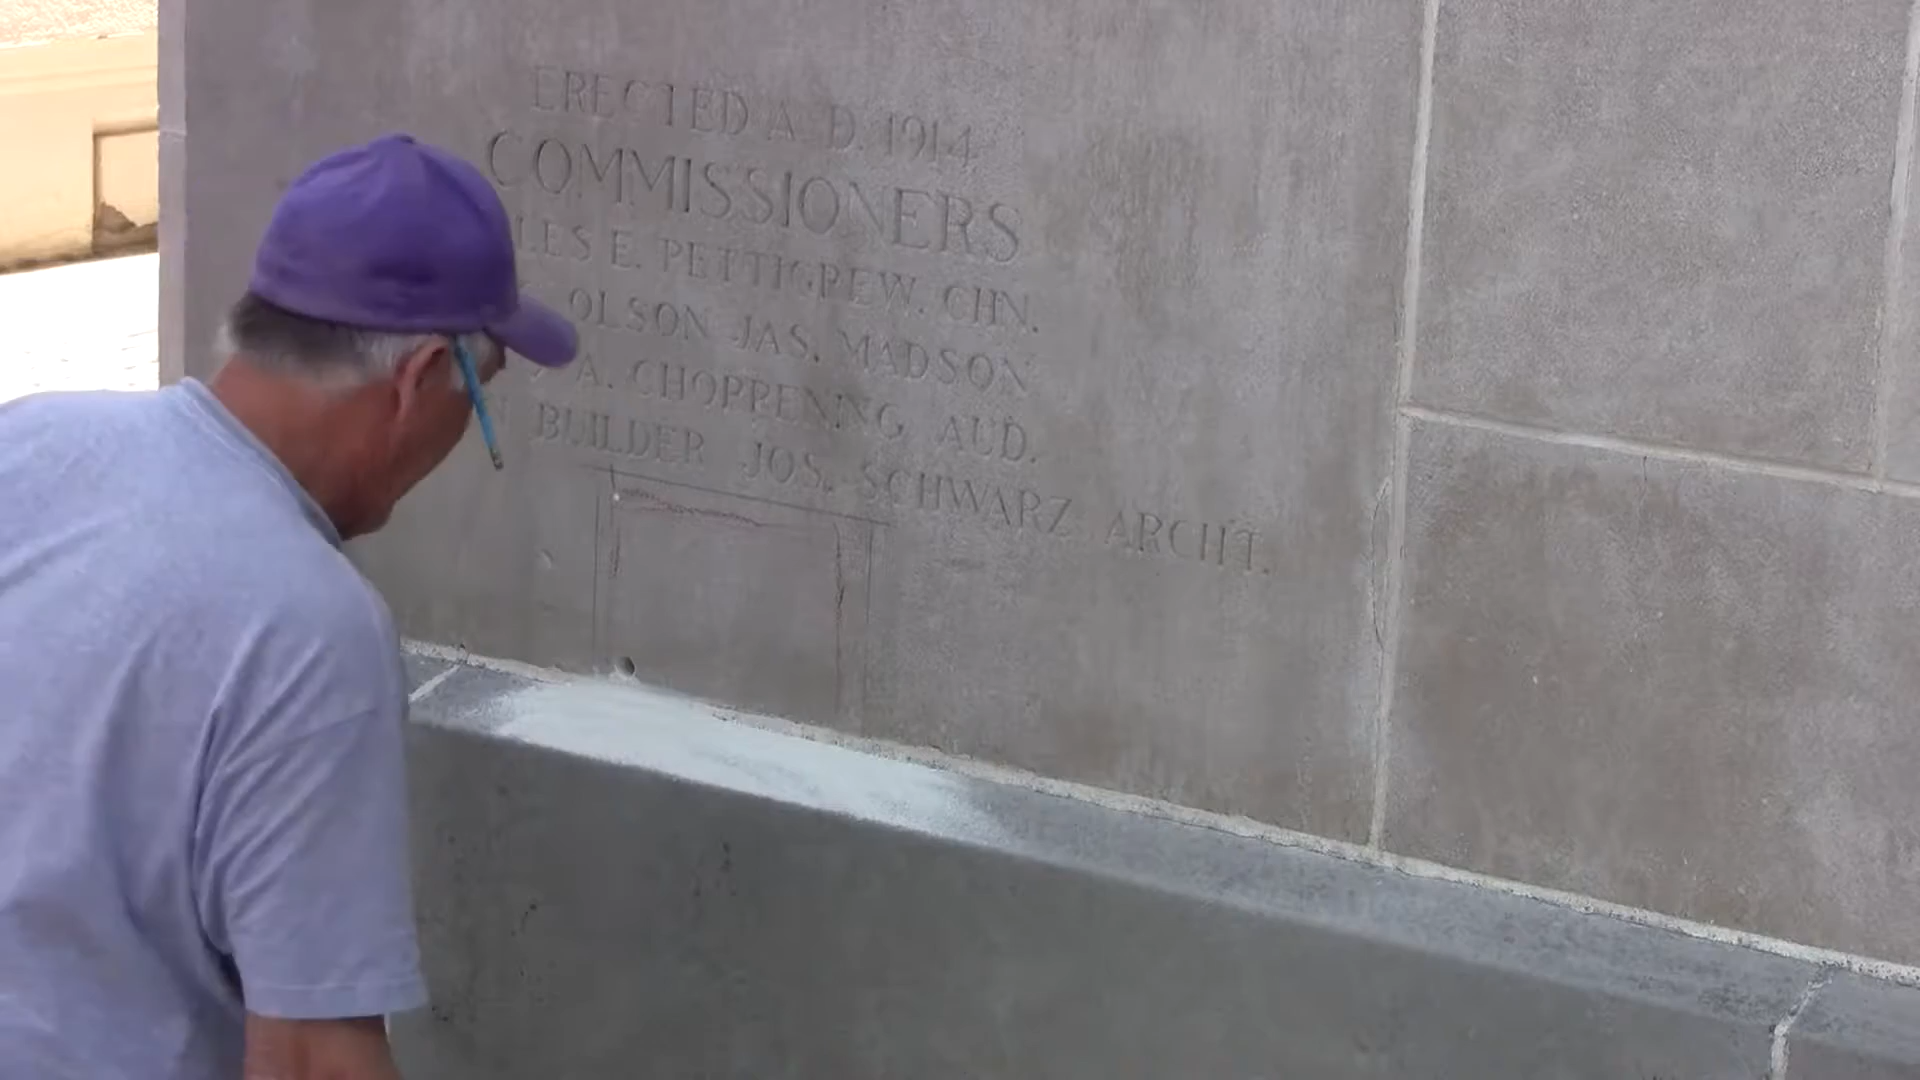 ERECTED A. D. 1914
COMMISSIONERS
LES E. PETTIGREW. CHN.
OLSON JAS. MADSON
A. CHOPRENNG AUD.
BUILDER JOS. SCHWARZ ARCHT.